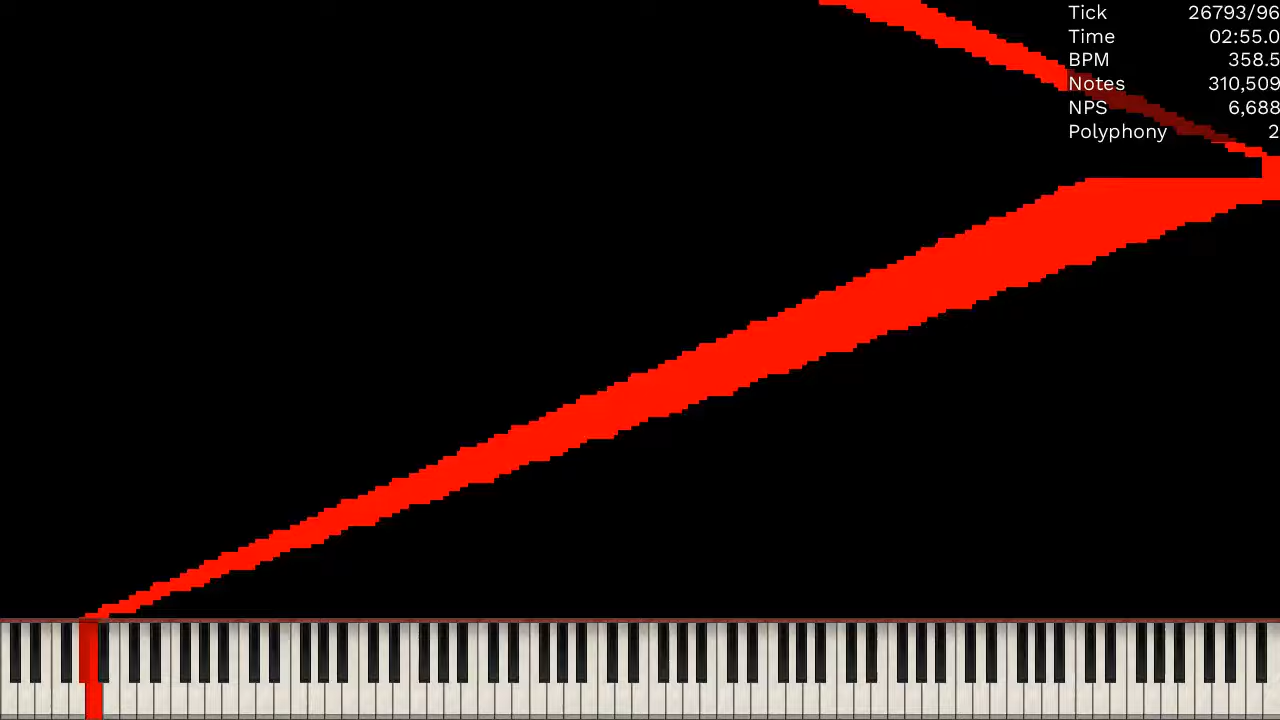 Tick 26793/96
Time 02:55.0
BPM 358.5
Notes 310,509
NPS 6,688
Polyphony 2